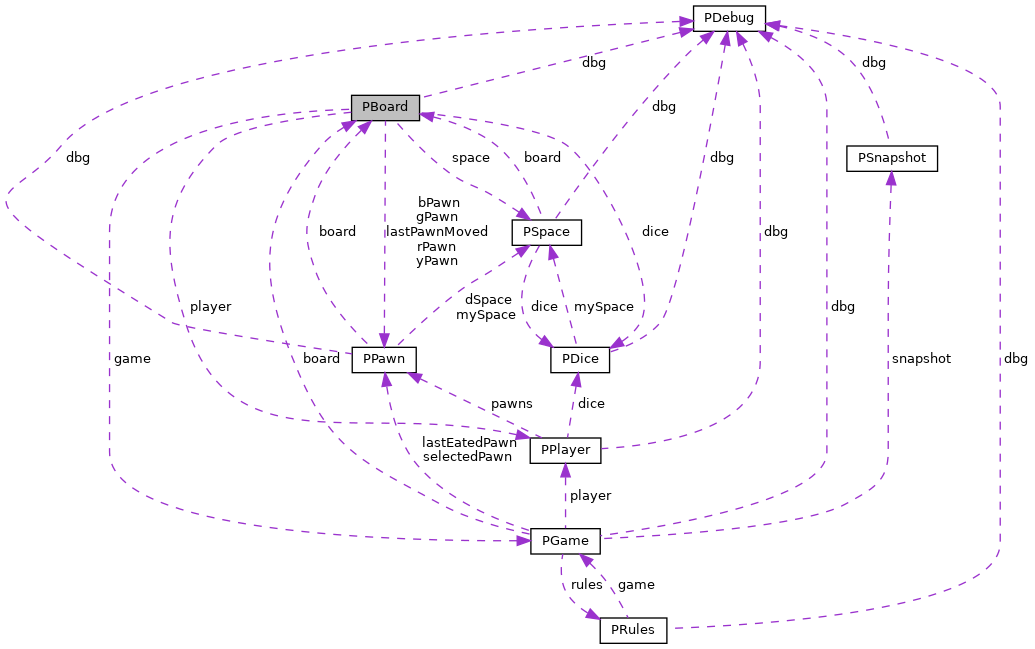 PDebug
dbg
PBoard
dbg
dbg
PSnapshot
space
board
dbg
dbg
bPawn
gPawn
lastPawnMoved
rPawn
yPawn
board
PSpace
dice
dbg
dSpace
mySpace
dice
mySpace
player
dbg
game
board
PPawn
PDice
snapshot
dbg
pawns
dice
lastEatedPawn
selectedPawn
PPlayer
player
PGame
rules
game
PRules